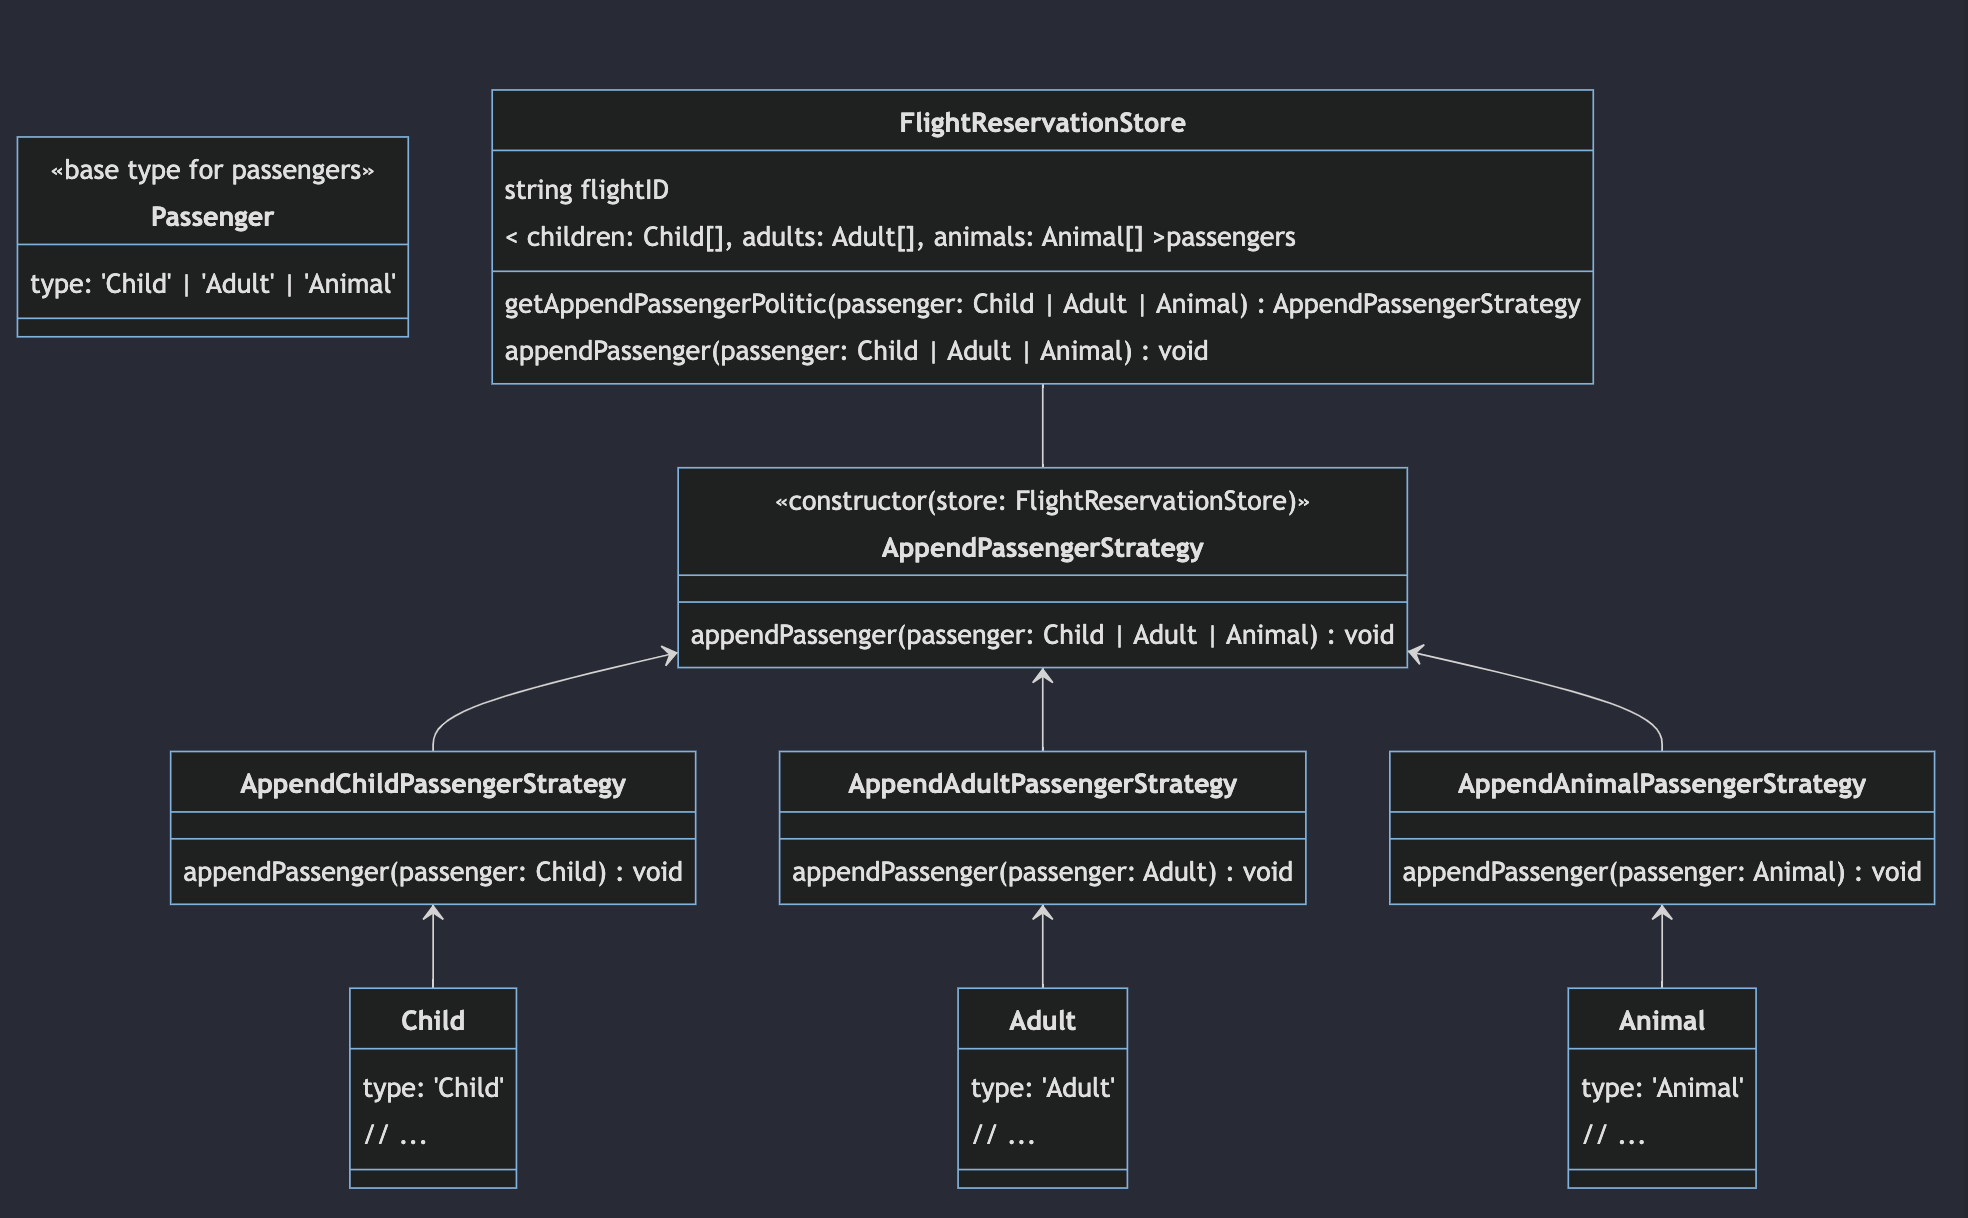 «base type for passengers»
Passenger
type: 'Child' | 'Adult' | 'Animal'
FlightReservationStore
string flightID
< children: Child[], adults: Adult[], animals: Animal[] >passengers
getAppendPassengerPolitic(passenger: Child | Adult | Animal) : AppendPassengerStrategy
appendPassenger(passenger: Child | Adult | Animal) : void
«constructor(store: FlightReservationStore)»
AppendPassengerStrategy
appendPassenger(passenger: Child | Adult | Animal) : void
AppendChildPassengerStrategy
appendPassenger(passenger: Child) : void
AppendAdultPassengerStrategy
appendPassenger(passenger: Adult) : void
AppendAnimalPassengerStrategy
appendPassenger(passenger: Animal) : void
Child
type: 'Child'
// ...
Adult
type: 'Adult'
// ...
Animal
type: 'Animal'
// ...